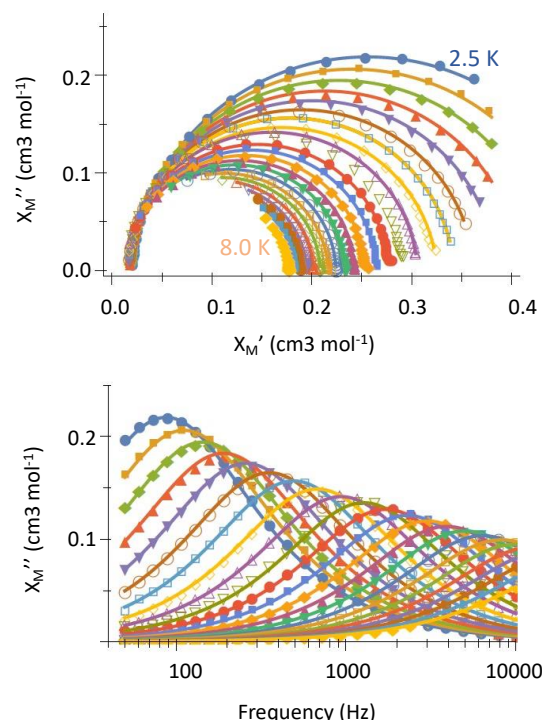 2.5 K
0.2
0.1
8.0 K
0.0
0.0
0.1
0.2
0.3
0.4
X_M'' (cm3 mol⁻¹)
X_M' (cm3 mol⁻¹)
0.2
0.1
X_M'' (cm3 mol⁻¹)
100
1000
10000
Frequency (Hz)